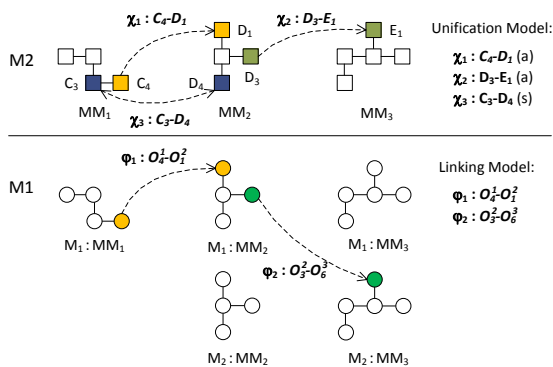 χ₁ : C₄-D₁
χ₂ : D₃-E₁
Unification Model:
D₁
E₁
χ₁ : C₄-D₁ (a)
M2
χ₂ : D₃-E₁ (a)
C₃
C₄
D₄
D₃
χ₃ : C₃-D₄ (s)
MM₁
χ₃ : C₃-D₄
MM₂
MM₃
M1
φ₁ : O₄¹-O₁²
Linking Model:
φ₁ : O₄¹-O₁²
φ₂ : O₃²-O₆³
M₁ : MM₁
M₁ : MM₂
M₁ : MM₃
φ₂ : O₃²-O₆³
M₂ : MM₂
M₂ : MM₃